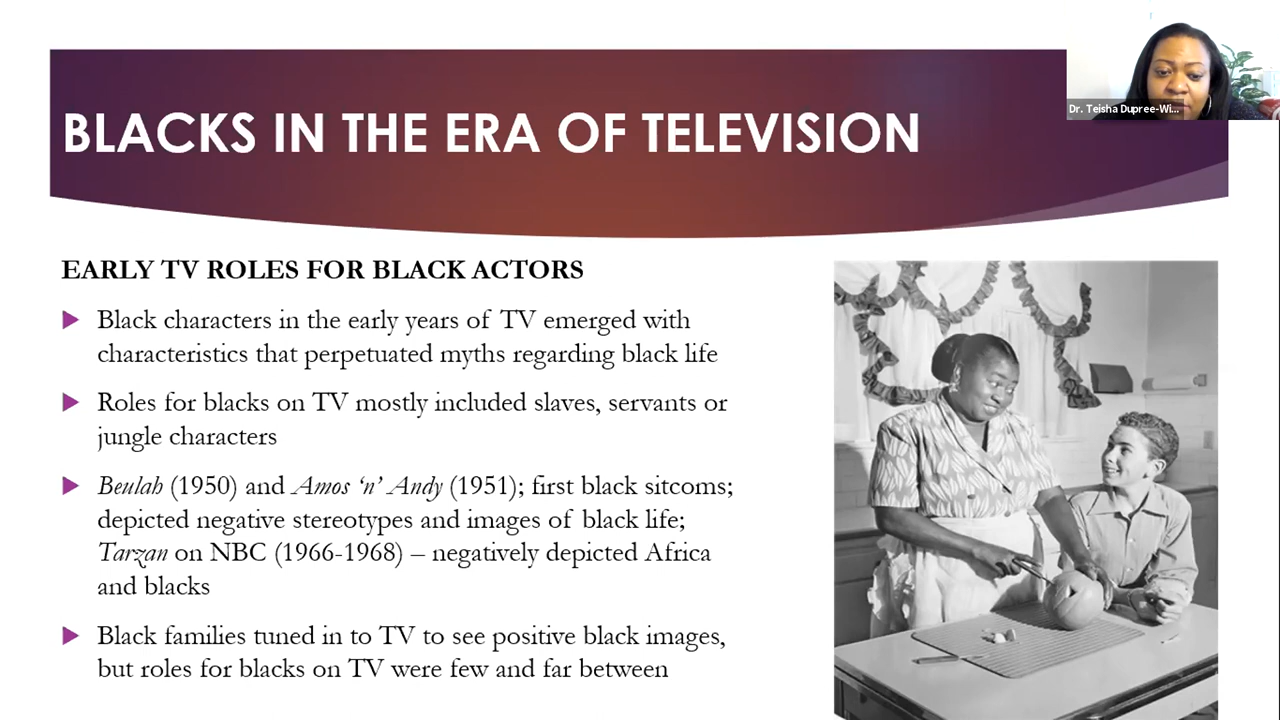 Dr. Teisha Dupree-Wi...
BLACKS IN THE ERA OF TELEVISION
EARLY TV ROLES FOR BLACK ACTORS
Black characters in the early years of TV emerged with
characteristics that perpetuated myths regarding black life
Roles for blacks on TV mostly included slaves, servants or
jungle characters
Beulah (1950) and Amos ‘n’ Andy (1951); first black sitcoms;
depicted negative stereotypes and images of black life;
Tarzan on NBC (1966-1968) – negatively depicted Africa
and blacks
Black families tuned in to TV to see positive black images,
but roles for blacks on TV were few and far between